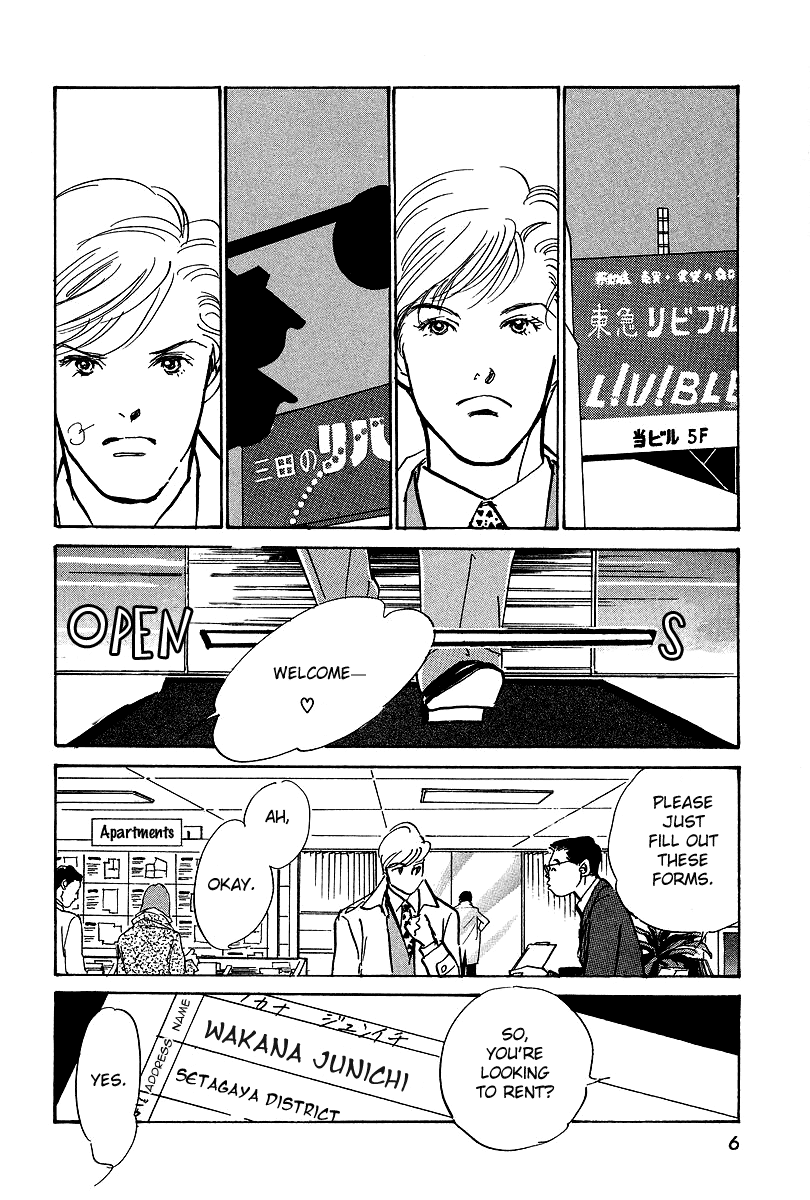 三田のリバ
東急リビブル
L!V!BLE
当ビル 5F
OPEN
S
WELCOME—
♡
Apartments
AH,
OKAY.
PLEASE
JUST
FILL OUT
THESE
FORMS.
SO,
YOU'RE
LOOKING
TO RENT?
カナ ジュンイチ
NAME
WAKANA JUNICHI
ADDRESS
SETAGAYA DISTRICT
YES.
6